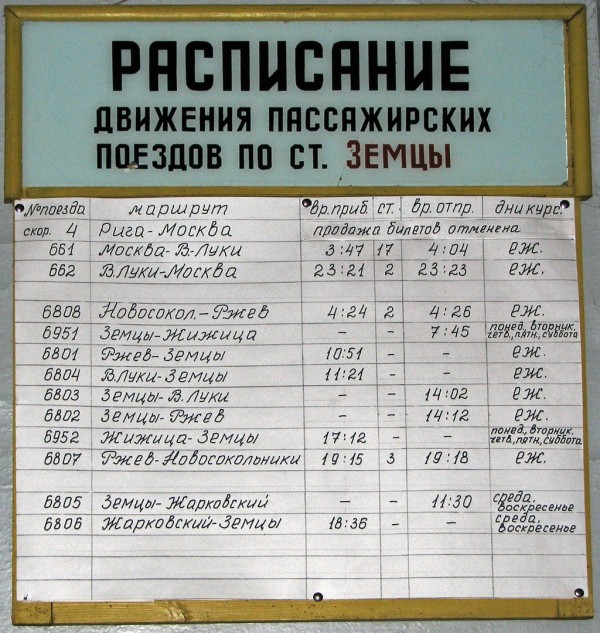 РАСПИСАНИЕ
ДВИЖЕНИЯ ПАССАЖИРСКИХ
ПОЕЗДОВ ПО СТ. ЗЕМЦЫ
№поезда маршрут вр.приб. ст. вр.отпр. дни курс.
скор. 4 Рига-Москва продажа билетов отменена
661 Москва-В-Луки 3:47 17 4:04 еж.
662 В.Луки-Москва 23:21 2 23:23 еж.
6808 Новосокол.-Ржев 4:24 2 4:26 еж.
6951 Земцы-Жижица - - 7:45 понед, вторник, четв., пятн., суббота
6801 Ржев-Земцы 10:51 - - еж.
6804 В.Луки-Земцы 11:21 - - еж.
6803 Земцы-В.Луки - - 14:02 еж.
6802 Земцы-Ржев - - 14:12 еж.
6952 Жижица-Земцы 17:12 - - понед, вторник, четв, пятн, суббота
6807 Ржев-Новосокольники 19:15 3 19:18 еж.
6805 Земцы-Жарковский - - 11:30 среда, воскресенье
6806 Жарковский-Земцы 18:36 - - среда, воскресенье